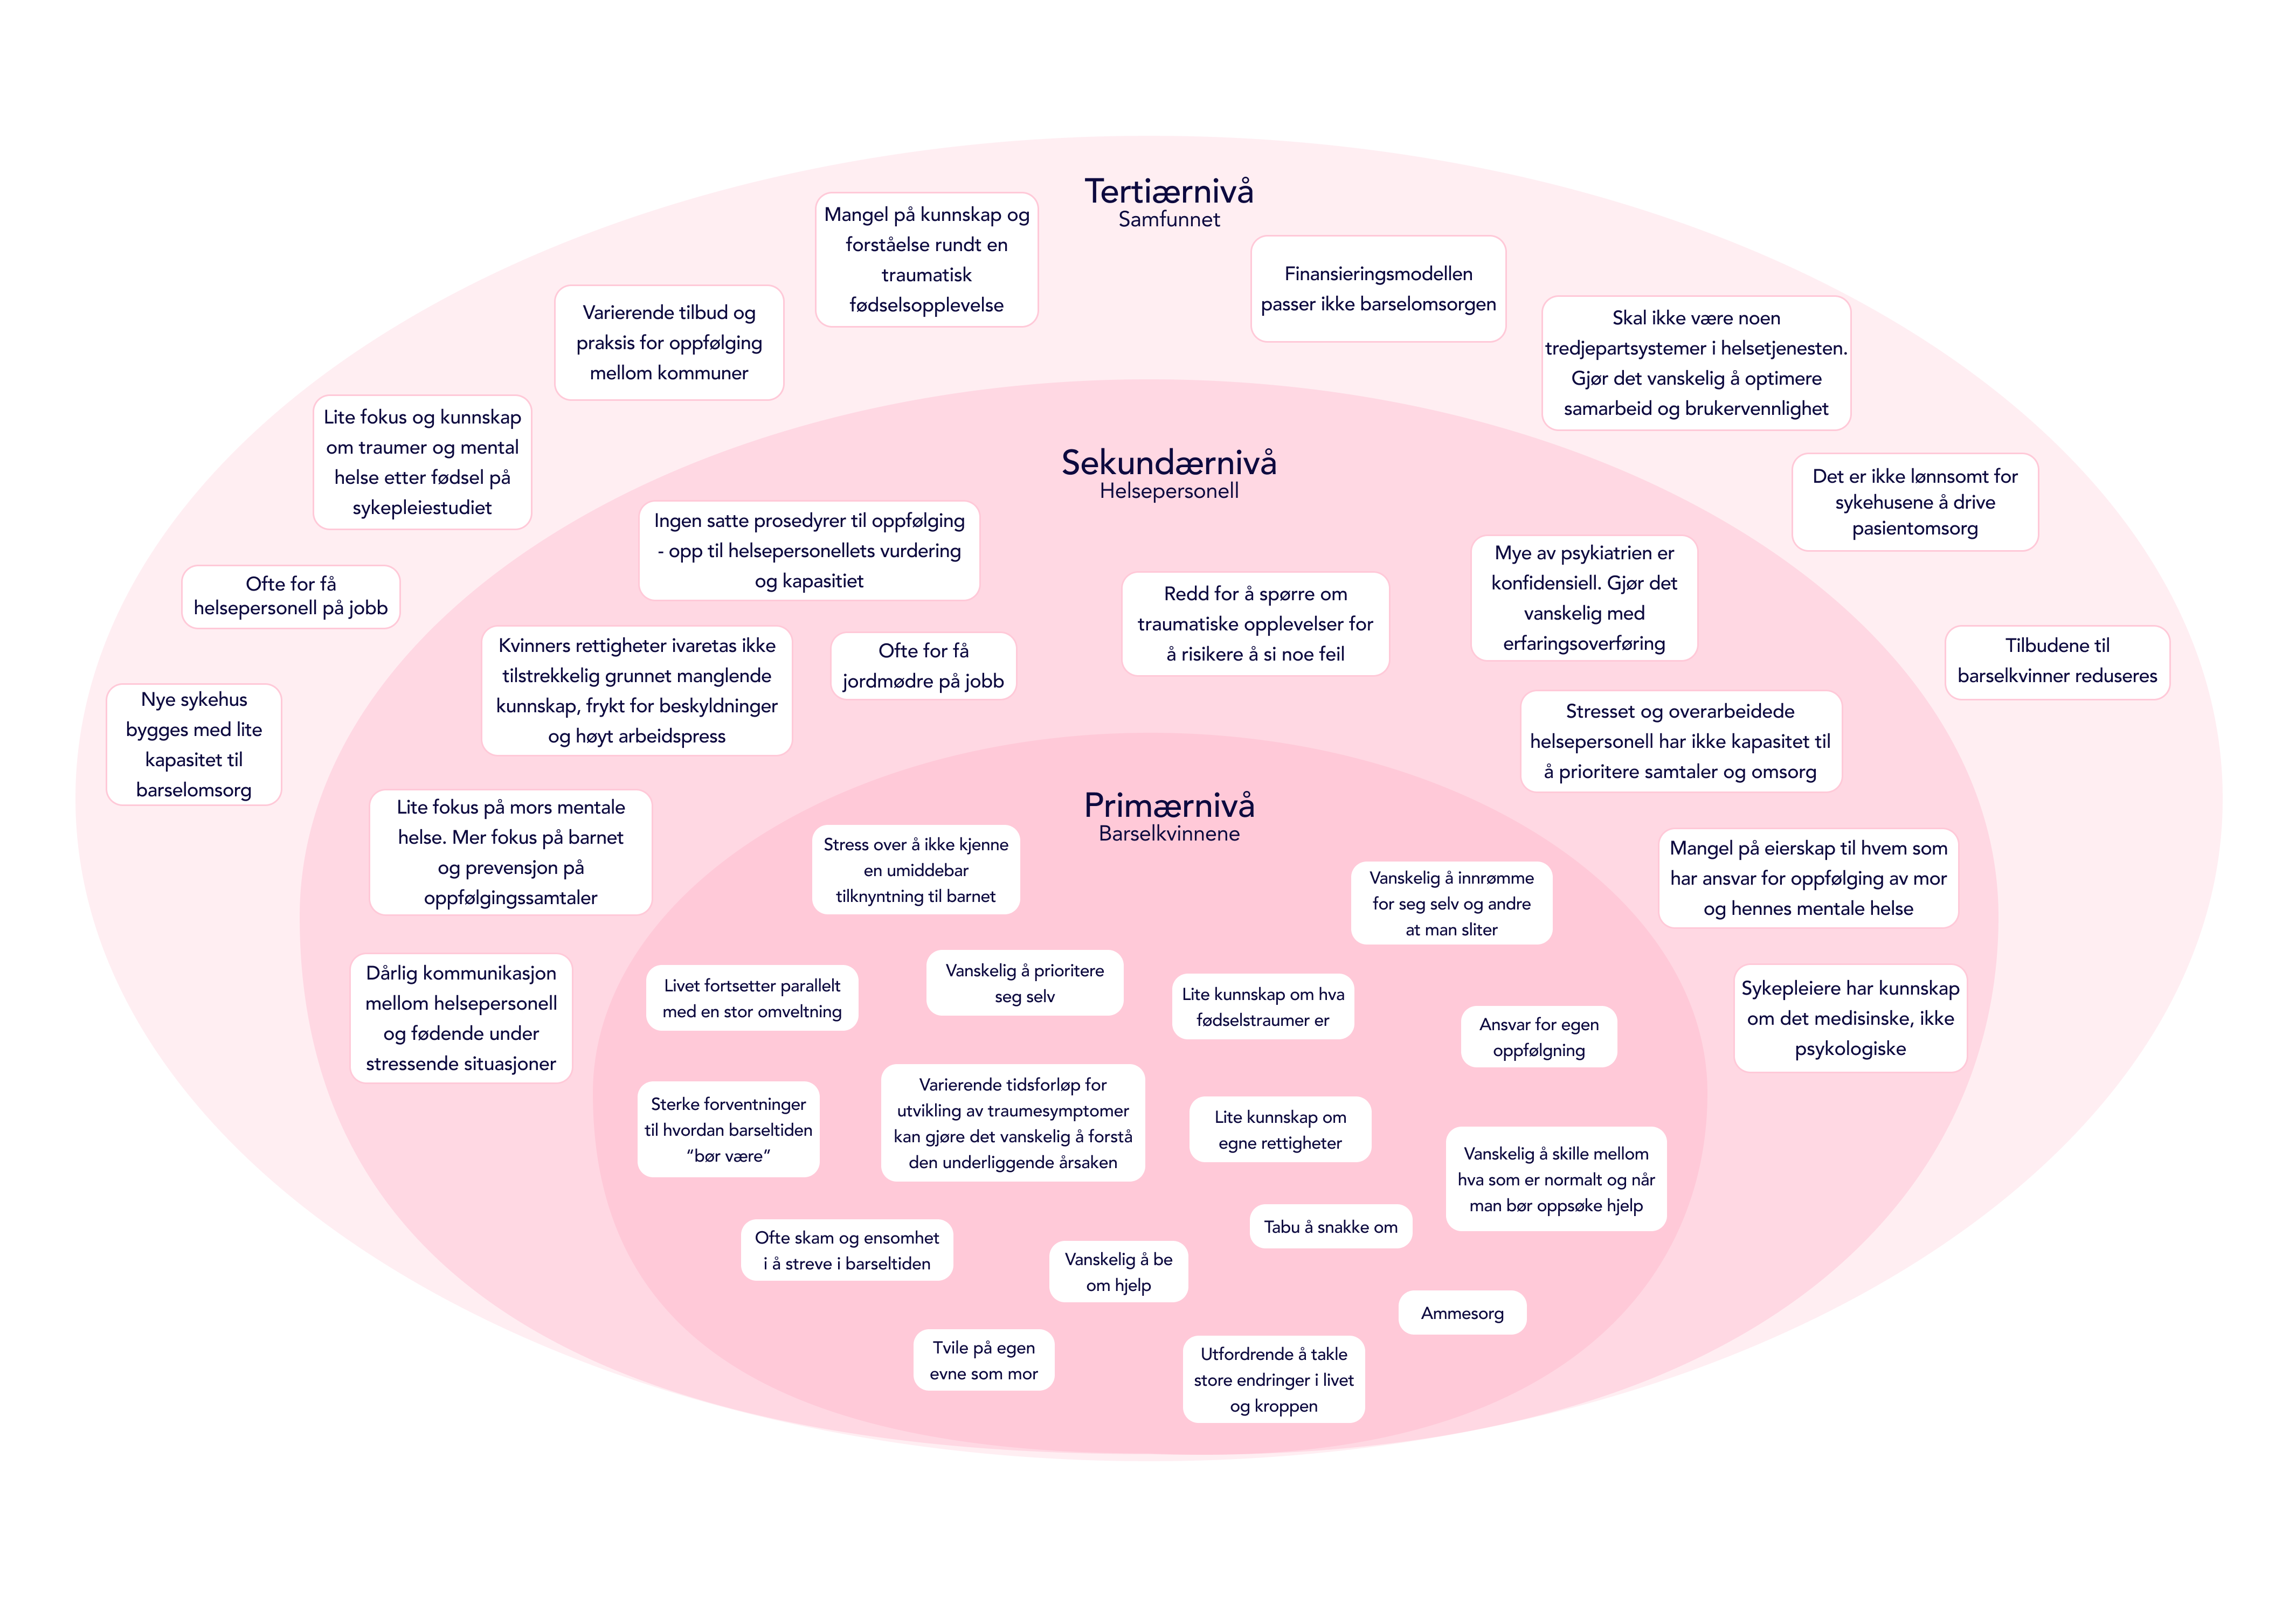 Tertiærnivå
Samfunnet
Mangel på kunnskap og
forståelse rundt en
traumatisk
fødselsopplevelse
Finansieringsmodellen
passer ikke barselomsorgen
Varierende tilbud og
praksis for oppfølging
mellom kommuner
Skal ikke være noen
tredjepartsystemer i helsetjenesten.
Gjør det vanskelig å optimere
samarbeid og brukervennlighet
Lite fokus og kunnskap
om traumer og mental
helse etter fødsel på
sykepleiestudiet
Det er ikke lønnsomt for
sykehusene å drive
pasientomsorg
Ofte for få
helsepersonell på jobb
Tilbudene til
barselkvinner reduseres
Nye sykehus
bygges med lite
kapasitet til
barselomsorg
Sekundærnivå
Helsepersonell
Ingen satte prosedyrer til oppfølging
- opp til helsepersonellets vurdering
og kapasitiet
Mye av psykiatrien er
konfidensiell. Gjør det
vanskelig med
erfaringsoverføring
Redd for å spørre om
traumatiske opplevelser for
å risikere å si noe feil
Kvinners rettigheter ivaretas ikke
tilstrekkelig grunnet manglende
kunnskap, frykt for beskyldninger
og høyt arbeidspress
Ofte for få
jordmødre på jobb
Stresset og overarbeidede
helsepersonell har ikke kapasitet til
å prioritere samtaler og omsorg
Lite fokus på mors mentale
helse. Mer fokus på barnet
og prevensjon på
oppfølgingssamtaler
Mangel på eierskap til hvem som
har ansvar for oppfølging av mor
og hennes mentale helse
Dårlig kommunikasjon
mellom helsepersonell
og fødende under
stressende situasjoner
Sykepleiere har kunnskap
om det medisinske, ikke
psykologiske
Primærnivå
Barselkvinnene
Stress over å ikke kjenne
en umiddebar
tilknyntning til barnet
Vanskelig å innrømme
for seg selv og andre
at man sliter
Livet fortsetter parallelt
med en stor omveltning
Vanskelig å prioritere
seg selv
Lite kunnskap om hva
fødselstraumer er
Ansvar for egen
oppfølgning
Sterke forventninger
til hvordan barseltiden
“bør være”
Varierende tidsforløp for
utvikling av traumesymptomer
kan gjøre det vanskelig å forstå
den underliggende årsaken
Lite kunnskap om
egne rettigheter
Vanskelig å skille mellom
hva som er normalt og når
man bør oppsøke hjelp
Ofte skam og ensomhet
i å streve i barseltiden
Vanskelig å be
om hjelp
Tabu å snakke om
Ammesorg
Tvile på egen
evne som mor
Utfordrende å takle
store endringer i livet
og kroppen